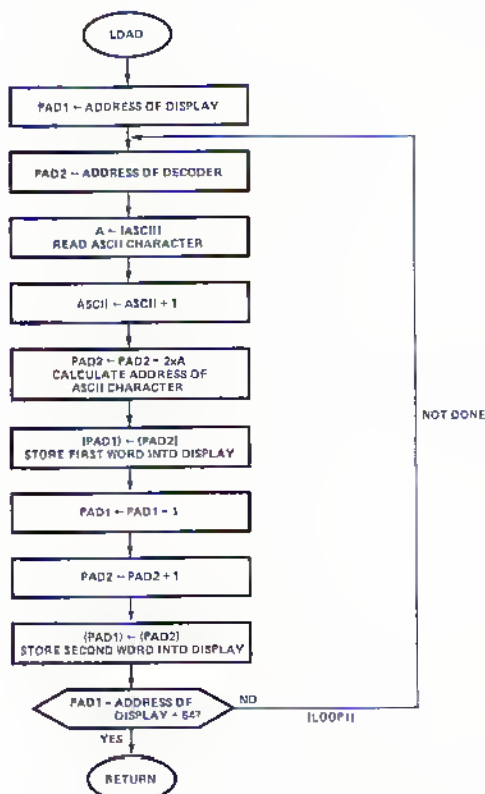 LOAD
PAD1 ← ADDRESS OF DISPLAY
PAD2 ← ADDRESS OF DECODER
A ← (ASCII)
READ ASCII CHARACTER
ASCII ← ASCII + 1
PAD2 ← PAD2 - 2xA
CALCULATE ADDRESS OF
ASCII CHARACTER
NOT DONE
(PAD1) ← (PAD2)
STORE FIRST WORD INTO DISPLAY
PAD1 ← PAD1 -
PAD2 ← PAD2 + 1
(PAD1) ← (PAD2)
STORE SECOND WORD INTO DISPLAY
PAD1 = ADDRESS OF
DISPLAY
NO
(LOOP1)
YES
RETURN